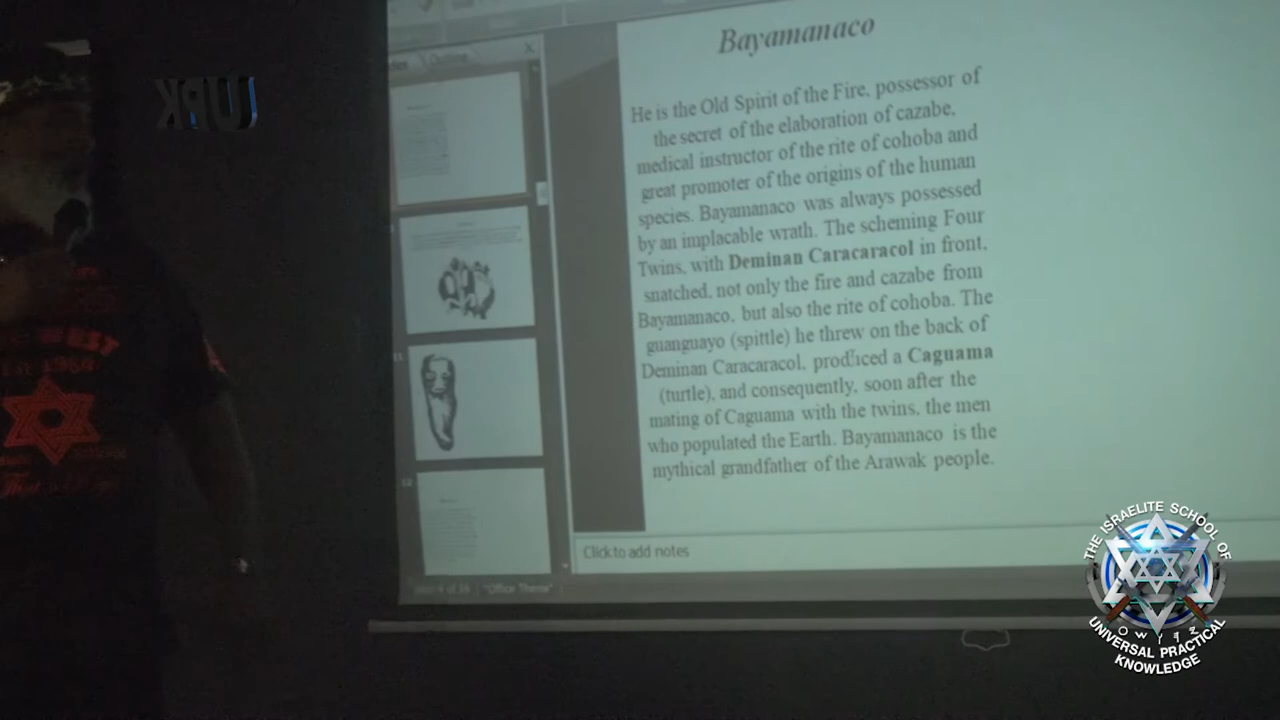 UPK
Outline
Bayamanaco
He is the Old Spirit of the Fire, possessor of
the secret of the elaboration of cazabe,
medical instructor of the rite of cohoba and
great promoter of the origins of the human
species. Bayamanaco was always possessed
by an implacable wrath. The scheming Four
Twins, with Deminan Caracaracol in front,
snatched, not only the fire and cazabe from
Bayamanaco, but also the rite of cohoba. The
guanguayo (spittle) he threw on the back of
Deminan Caracaracol, produced a Caguama
(turtle), and consequently, soon after the
mating of Caguama with the twins, the men
who populated the Earth. Bayamanaco is the
mythical grandfather of the Arawak people.
11
12
Click to add notes
"Office Theme"
THE ISRAELITE SCHOOL OF
UNIVERSAL PRACTICAL
KNOWLEDGE